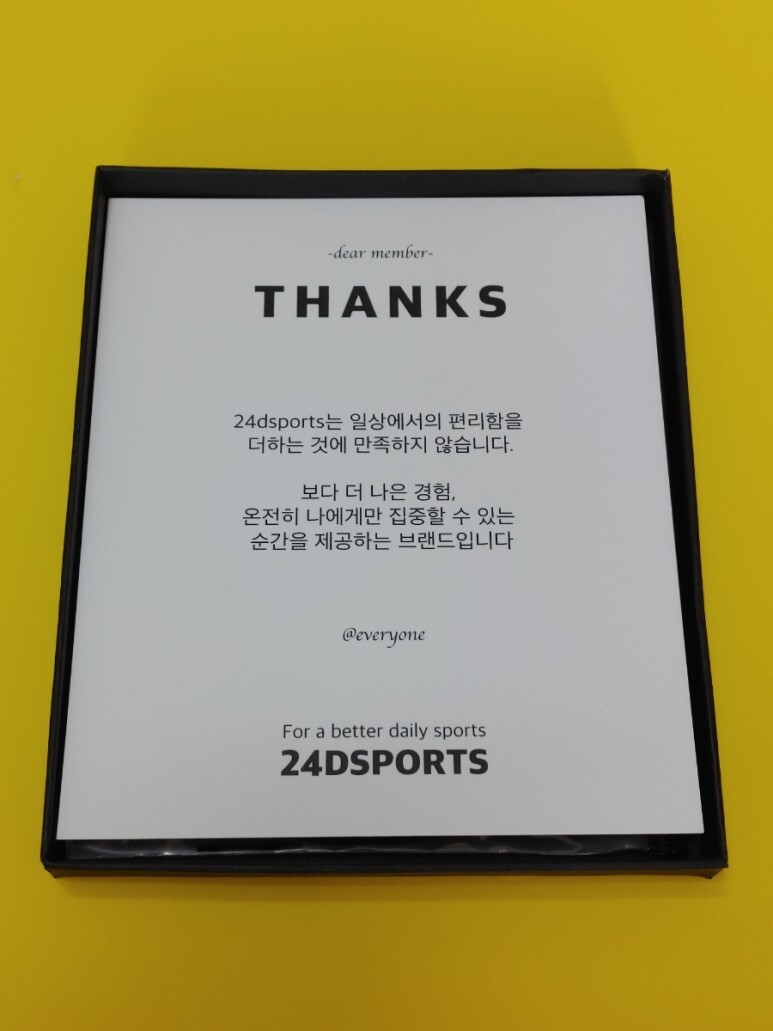 -dear member-
THANKS
24dsports는 일상에서의 편리함을
더하는 것에 만족하지 않습니다.
보다 더 나은 경험,
온전히 나에게만 집중할 수 있는
순간을 제공하는 브랜드입니다
@everyone
For a better daily sports
24DSPORTS